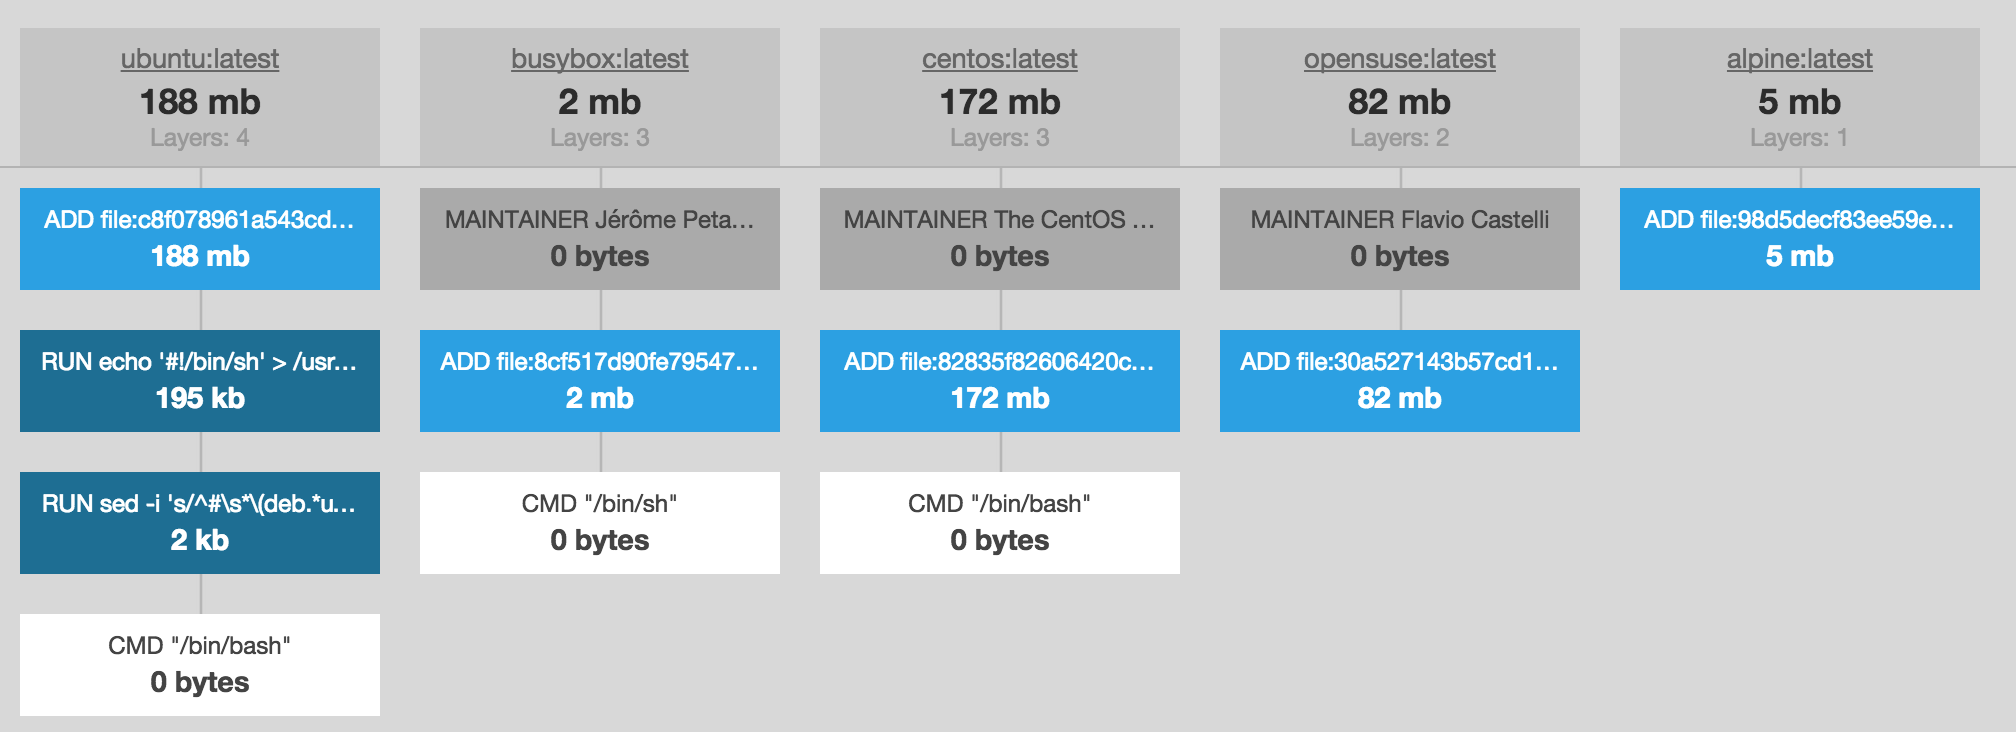 ubuntu:latest
188 mb
Layers: 4
ADD file:c8f078961a543cd...
188 mb
RUN echo '#!/bin/sh' > /usr...
195 kb
RUN sed -i 's/^#\s*\(deb.*u...
2 kb
CMD "/bin/bash"
0 bytes
busybox:latest
2 mb
Layers: 3
MAINTAINER Jérôme Peta...
0 bytes
ADD file:8cf517d90fe79547...
2 mb
CMD "/bin/sh"
0 bytes
centos:latest
172 mb
Layers: 3
MAINTAINER The CentOS ...
0 bytes
ADD file:82835f82606420c...
172 mb
CMD "/bin/bash"
0 bytes
opensuse:latest
82 mb
Layers: 2
MAINTAINER Flavio Castelli
0 bytes
ADD file:30a527143b57cd1...
82 mb
alpine:latest
5 mb
Layers: 1
ADD file:98d5decf83ee59e...
5 mb